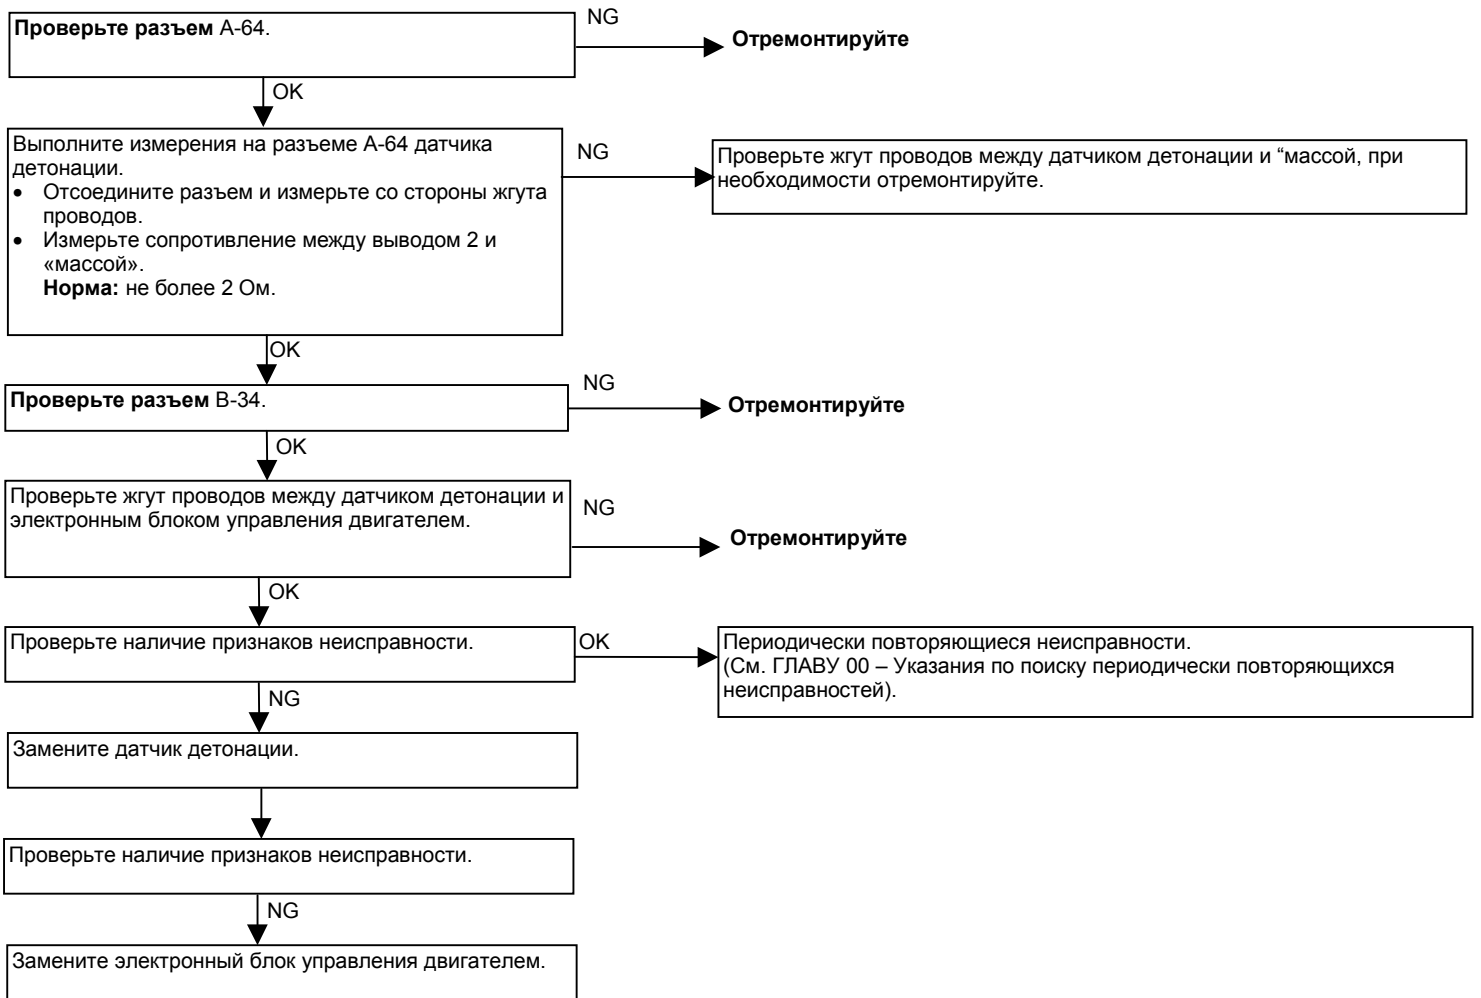 Проверьте разъем А-64.
NG
Отремонтируйте
OK
Выполните измерения на разъеме А-64 датчика
детонации.
• Отсоедините разъем и измерьте со стороны жгута
проводов.
• Измерьте сопротивление между выводом 2 и
«массой».
Норма: не более 2 Ом.
NG
Проверьте жгут проводов между датчиком детонации и “массой, при
необходимости отремонтируйте.
OK
Проверьте разъем В-34.
NG
Отремонтируйте
OK
Проверьте жгут проводов между датчиком детонации и
электронным блоком управления двигателем.
NG
Отремонтируйте
OK
Проверьте наличие признаков неисправности.
OK
Периодически повторяющиеся неисправности.
(См. ГЛАВУ 00 – Указания по поиску периодически повторяющихся
неисправностей).
NG
Замените датчик детонации.
Проверьте наличие признаков неисправности.
NG
Замените электронный блок управления двигателем.